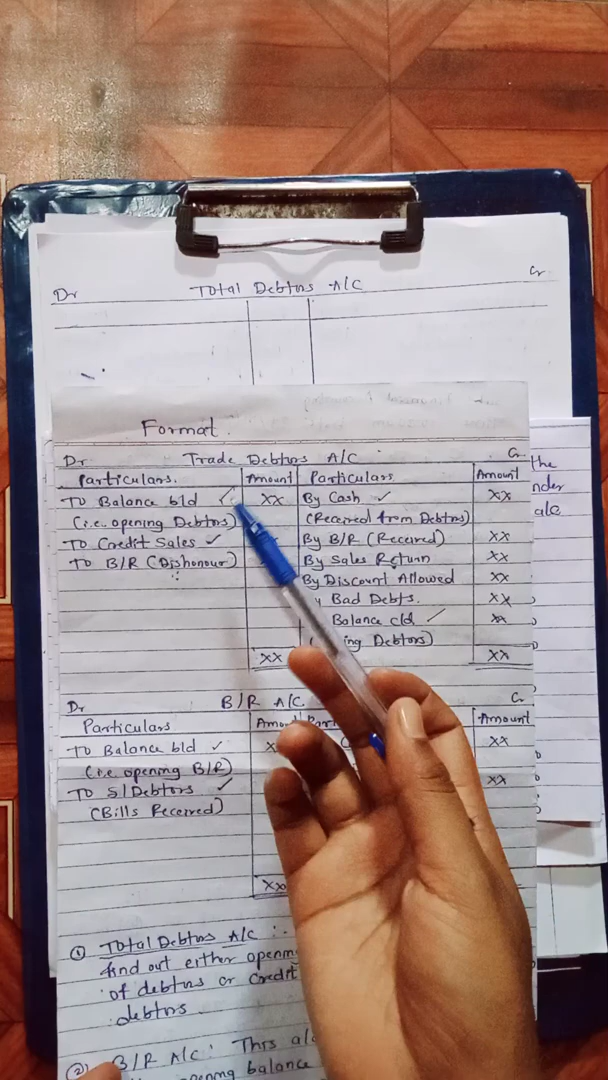 Dr Total Debtors A/C Cr
Format.
Dr Trade Debtors A/C Cr
Particulars. Amount Particulars Amount
To Balance b/d ✓ xx By Cash ✓ xx
(i.e. opening Debtors) (Received from Debtors)
To Credit Sales ✓ By B/R (Received) xx
To B/R (Dishonour) By Sales Return xx
By Discount Allowed xx
Bad Debts. xx
Balance c/d ✓ xx
Debtors)
xx xx
the
ale
Dr B/R A/C. Cr
Particulars Amount
To Balance b/d ✓ xx
(i.e opening B/R)
To S/Debtors ✓ xx
(Bills Received)
xx
① Total Debtors A/C :-
find out either
of debtors or credit
debtors.
② B/R A/C: This
opening balance